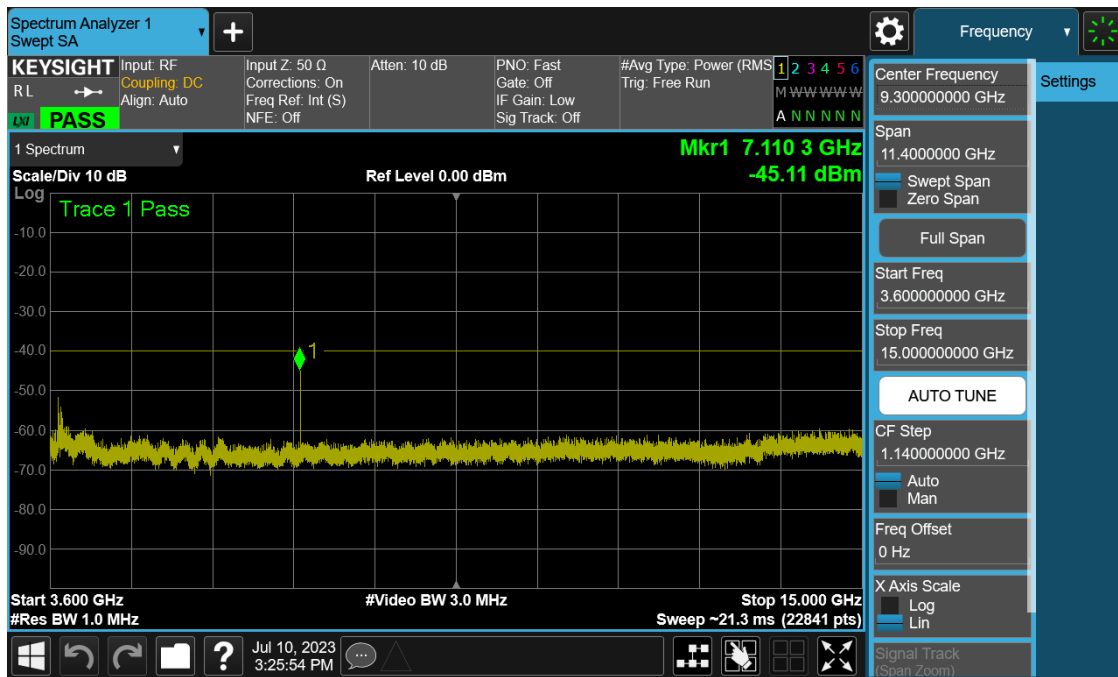 Spectrum Analyzer 1
Swept SA
+
Frequency
KEYSIGHT
RL
LXI
PASS
Input: RF
Coupling: DC
Align: Auto
Input Z: 50 Ω
Corrections: On
Freq Ref: Int (S)
NFE: Off
Atten: 10 dB
PNO: Fast
Gate: Off
IF Gain: Low
Sig Track: Off
#Avg Type: Power (RMS
Trig: Free Run
1 2 3 4 5 6
M W W W W W
A N N N N N
1 Spectrum
Scale/Div 10 dB
Ref Level 0.00 dBm
Mkr1 7.110 3 GHz
-45.11 dBm
Log
Trace 1 Pass
1
-10.0
-20.0
-30.0
-40.0
-50.0
-60.0
-70.0
-80.0
-90.0
Start 3.600 GHz
#Video BW 3.0 MHz
Stop 15.000 GHz
#Res BW 1.0 MHz
Sweep ~21.3 ms (22841 pts)
Center Frequency
9.300000000 GHz
Span
11.4000000 GHz
Swept Span
Zero Span
Full Span
Start Freq
3.600000000 GHz
Stop Freq
15.000000000 GHz
AUTO TUNE
CF Step
1.140000000 GHz
Auto
Man
Freq Offset
0 Hz
X Axis Scale
Log
Lin
Signal Track
(Span Zoom)
Settings
?
Jul 10, 2023
3:25:54 PM